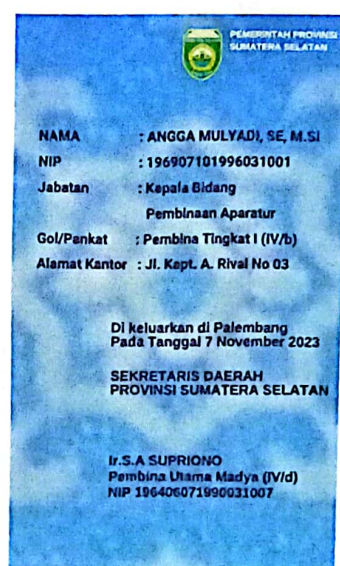 PEMERINTAH PROVINSI
SUMATERA SELATAN
NAMA : ANGGA MULYADI, SE, M.Si
NIP : 196907101996031001
Jabatan : Kepala Bidang
Pembinaan Aparatur
Gol/Pankat : Pembina Tingkat I (IV/b)
Alamat Kantor : Jl. Kapt. A. Rivai No 03
Di keluarkan di Palembang
Pada Tanggal 7 November 2023
SEKRETARIS DAERAH
PROVINSI SUMATERA SELATAN
Ir.S.A SUPRIONO
Pembina Utama Madya (IV/d)
NIP 196406071990031007